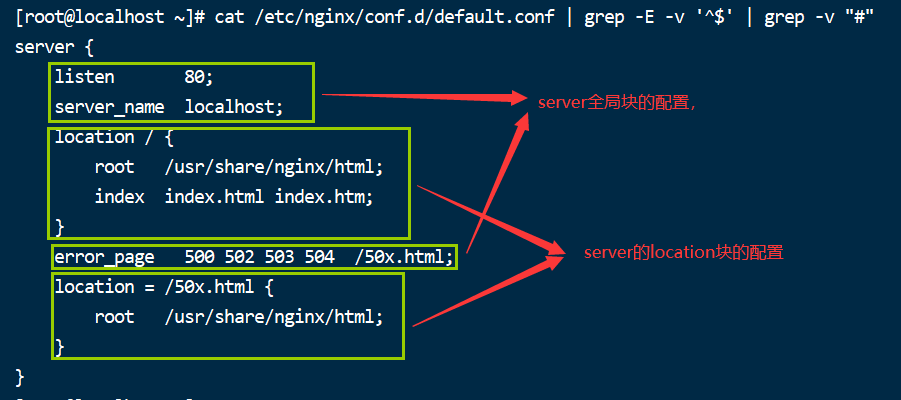 [root@localhost ~]# cat /etc/nginx/conf.d/default.conf | grep -E -v '^$' | grep -v "#"
server {
listen 80;
server_name localhost;
server全局块的配置,
location / {
root /usr/share/nginx/html;
index index.html index.htm;
}
error_page 500 502 503 504 /50x.html;
server的location块的配置
location = /50x.html {
root /usr/share/nginx/html;
}
}